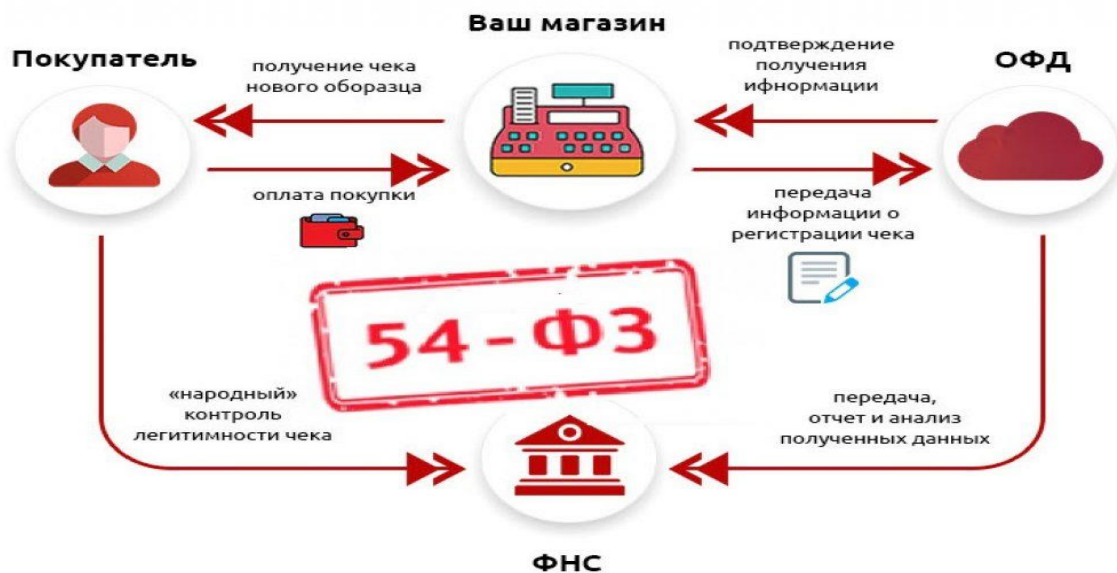 Ваш магазин
Покупатель
ОФД
получение чека
нового оборазца
подтверждение
получения
ифнормации
оплата покупки
передача
информации о
регистрации чека
54-ФЗ
«народный»
контроль
легитимности чека
передача,
отчет и анализ
полученных данных
ФНС